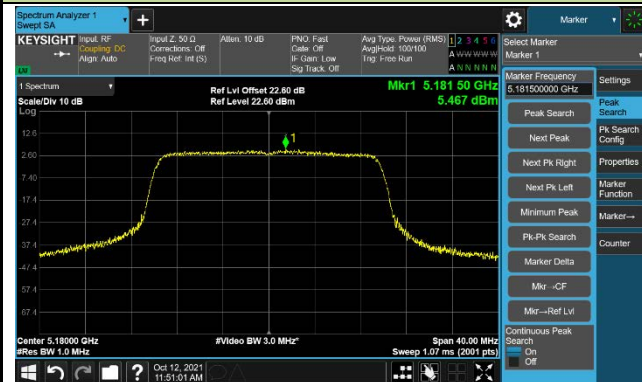 Spectrum Analyzer 1
Swept SA
+
Marker
KEYSIGHT
Input: RF
Coupling: DC
Align: Auto
Input Z: 50 Ω
Corrections: Off
Freq Ref: Int (S)
Atten: 10 dB
PNO: Fast
Gate: Off
IF Gain: Low
Sig Track: Off
Avg Type: Power (RMS)
Avg|Hold: 100/100
Trig: Free Run
1 2 3 4 5 6
A W W W W W
A N N N N N
LXI
Select Marker
Marker 1
1 Spectrum
Scale/Div 10 dB
Log
Ref Lvl Offset 22.60 dB
Ref Level 22.60 dBm
Mkr1 5.181 50 GHz
5.467 dBm
1
12.6
2.60
-7.40
-17.4
-27.4
-37.4
-47.4
-57.4
-67.4
Center 5.18000 GHz
#Res BW 1.0 MHz
#Video BW 3.0 MHz*
Span 40.00 MHz
Sweep 1.07 ms (2001 pts)
Marker Frequency
5.181500000 GHz
Peak Search
Next Peak
Next Pk Right
Next Pk Left
Minimum Peak
Pk-Pk Search
Marker Delta
Mkr→CF
Mkr→Ref Lvl
Continuous Peak
Search
On
Off
Settings
Peak
Search
Pk Search
Config
Properties
Marker
Function
Marker→
Counter
?
Oct 12, 2021
11:51:01 AM